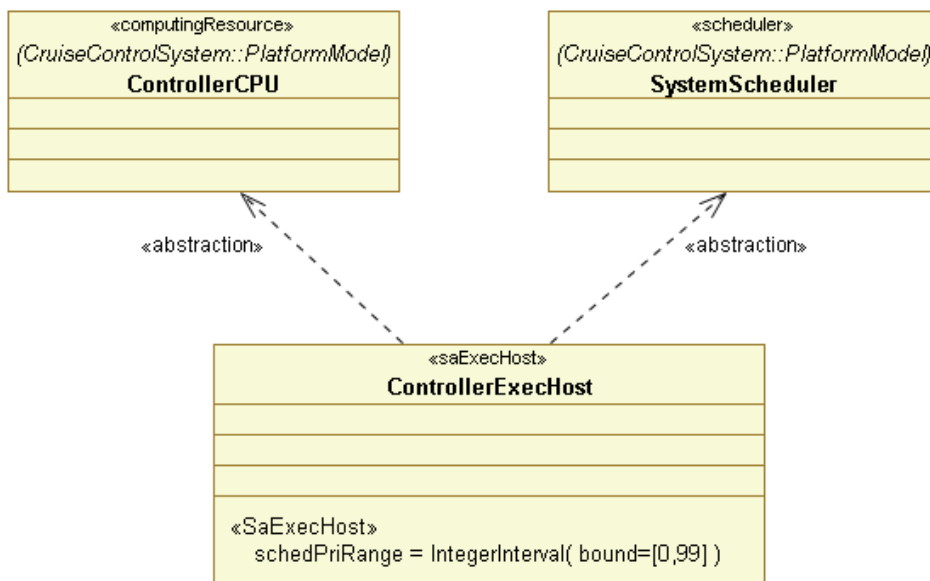 «computingResource»
(CruiseControlSystem::PlatformModel)
ControllerCPU
«scheduler»
(CruiseControlSystem::PlatformModel)
SystemScheduler
«abstraction»
«abstraction»
«saExecHost»
ControllerExecHost
«SaExecHost»
schedPriRange = IntegerInterval( bound=[0,99] )